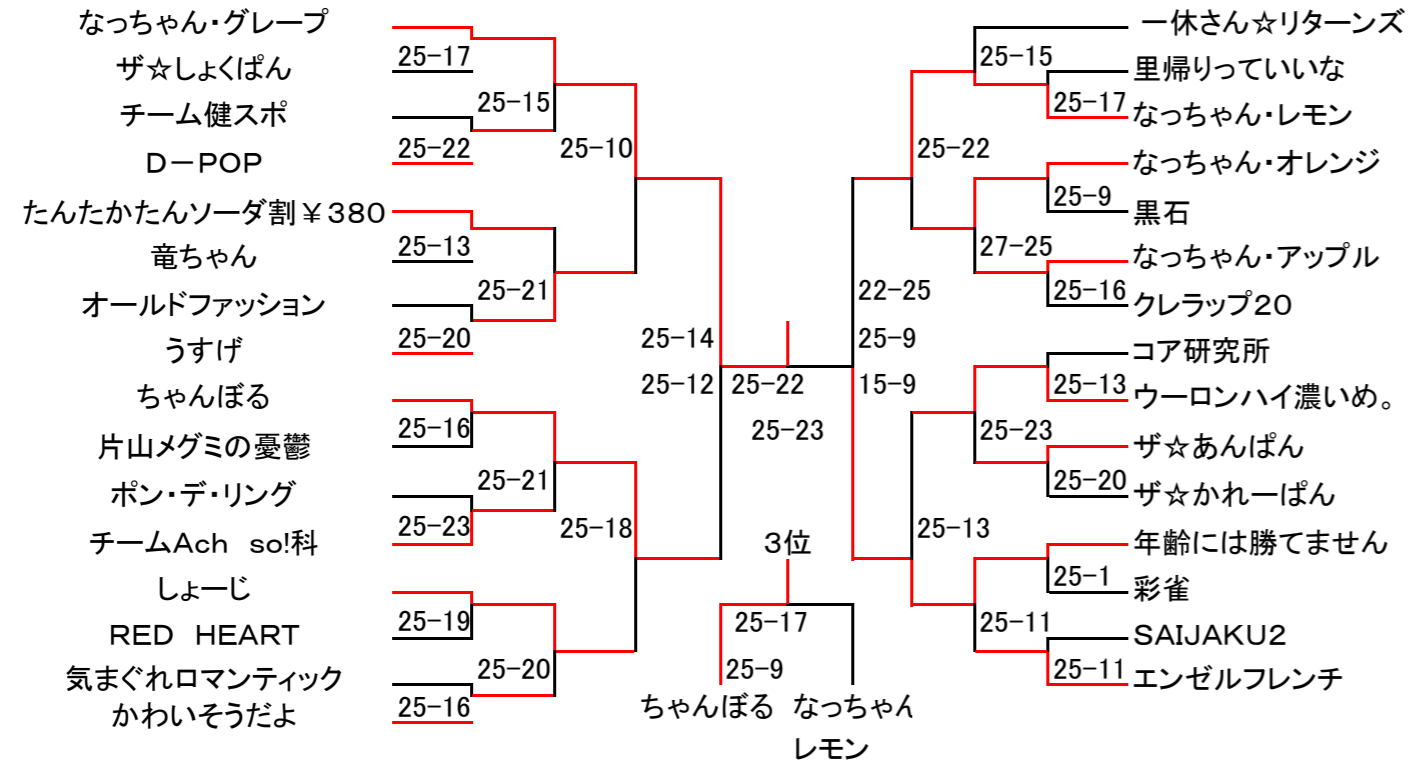 なっちゃん・グレープ
25-17
ザ☆しょくぱん
25-15
チーム健スポ
25-22
D－POP
25-10
たんたかたんソーダ割￥380
25-13
竜ちゃん
25-21
オールドファッション
25-20
うすげ
25-14
25-12
ちゃんぼる
25-16
片山メグミの憂鬱
25-21
ポン・デ・リング
25-23
チームAch so!科
25-18
しょーじ
25-19
RED HEART
25-20
気まぐれロマンティック
25-16
かわいそうだよ
25-22
25-23
3位
25-17
25-9
ちゃんぼる
なっちゃん
レモン
一休さん☆リターンズ
25-15
里帰りっていいな
25-17
なっちゃん・レモン
25-22
なっちゃん・オレンジ
25-9
黒石
27-25
なっちゃん・アップル
25-16
クレラップ20
22-25
25-9
15-9
コア研究所
25-13
ウーロンハイ濃いめ。
25-23
ザ☆あんぱん
25-20
ザ☆かれーぱん
25-13
年齢には勝てません
25-1
彩雀
25-11
SAIJAKU2
25-11
エンゼルフレンチ